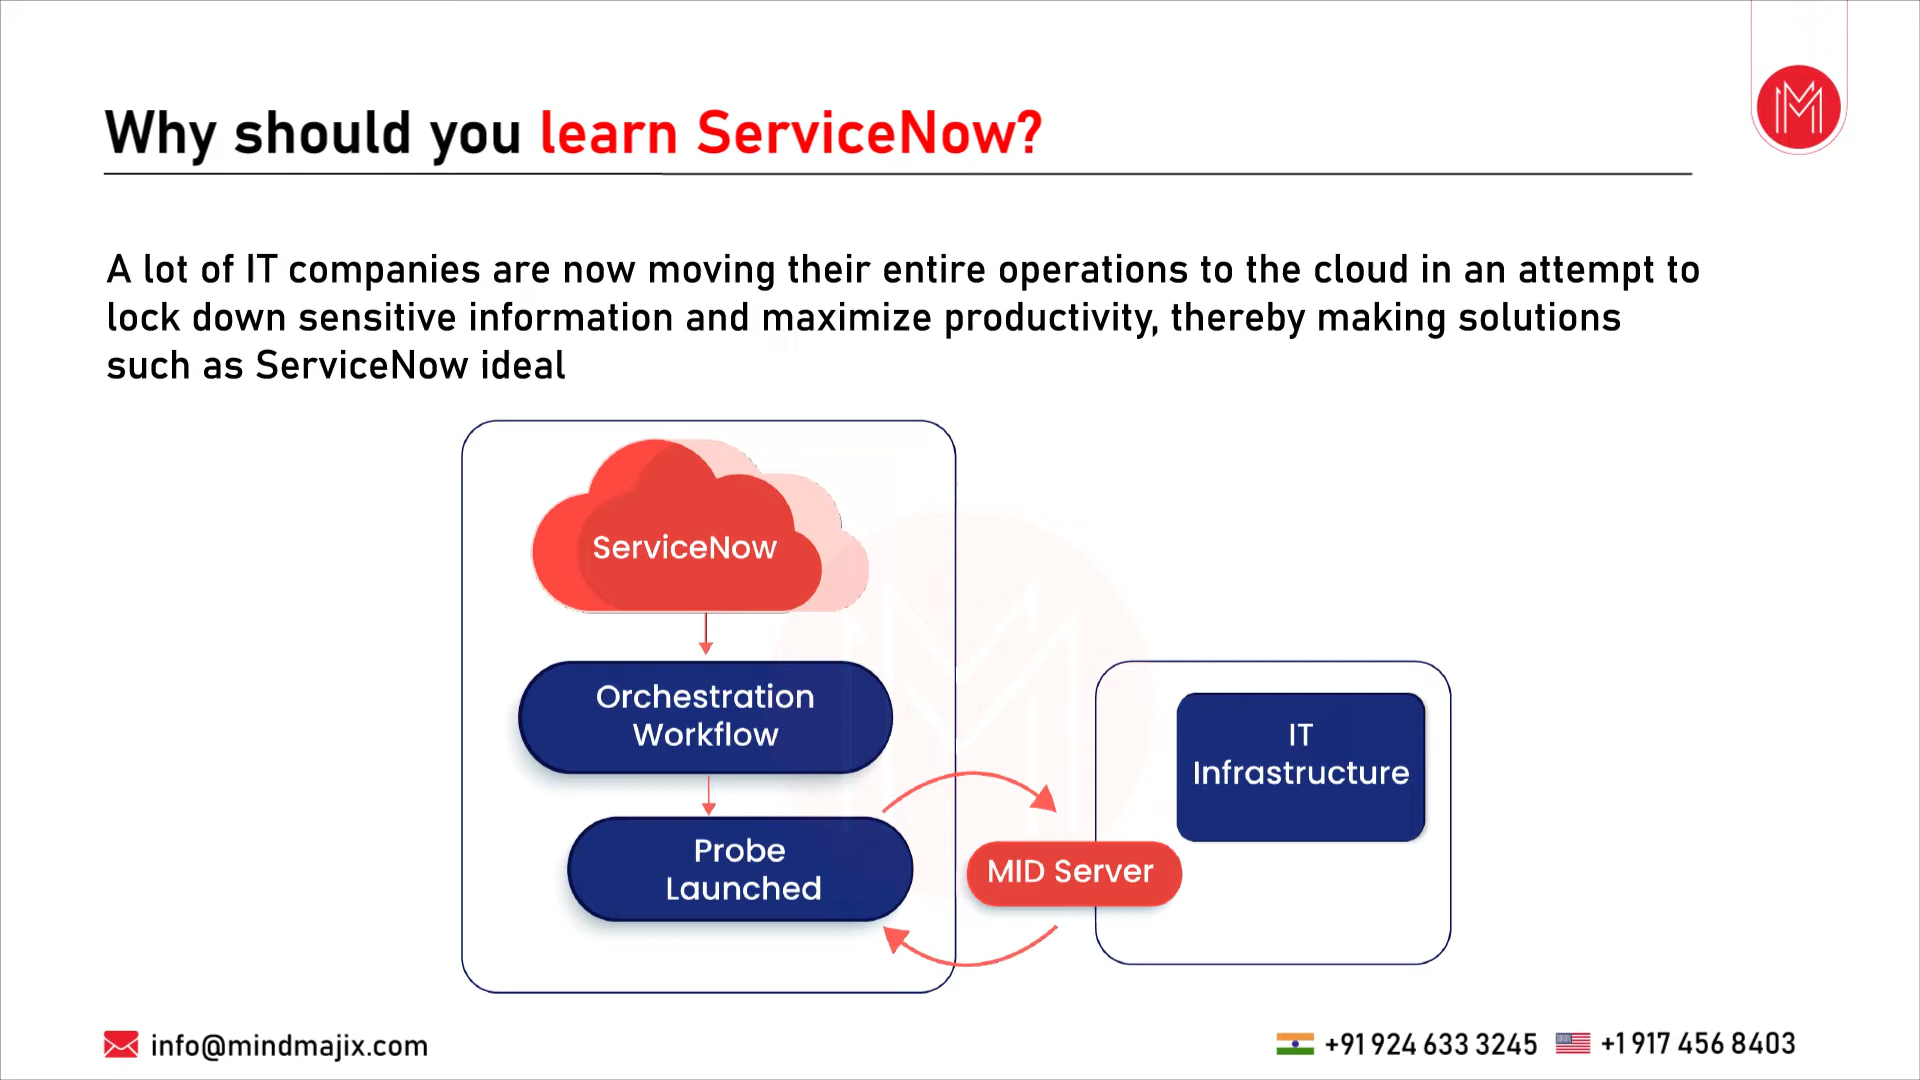 Why should you learn ServiceNow?
A lot of IT companies are now moving their entire operations to the cloud in an attempt to
lock down sensitive information and maximize productivity, thereby making solutions
such as ServiceNow ideal
ServiceNow
Orchestration
Workflow
Probe
Launched
MID Server
IT
Infrastructure
info@mindmajix.com
+91 924 633 3245
+1 917 456 8403